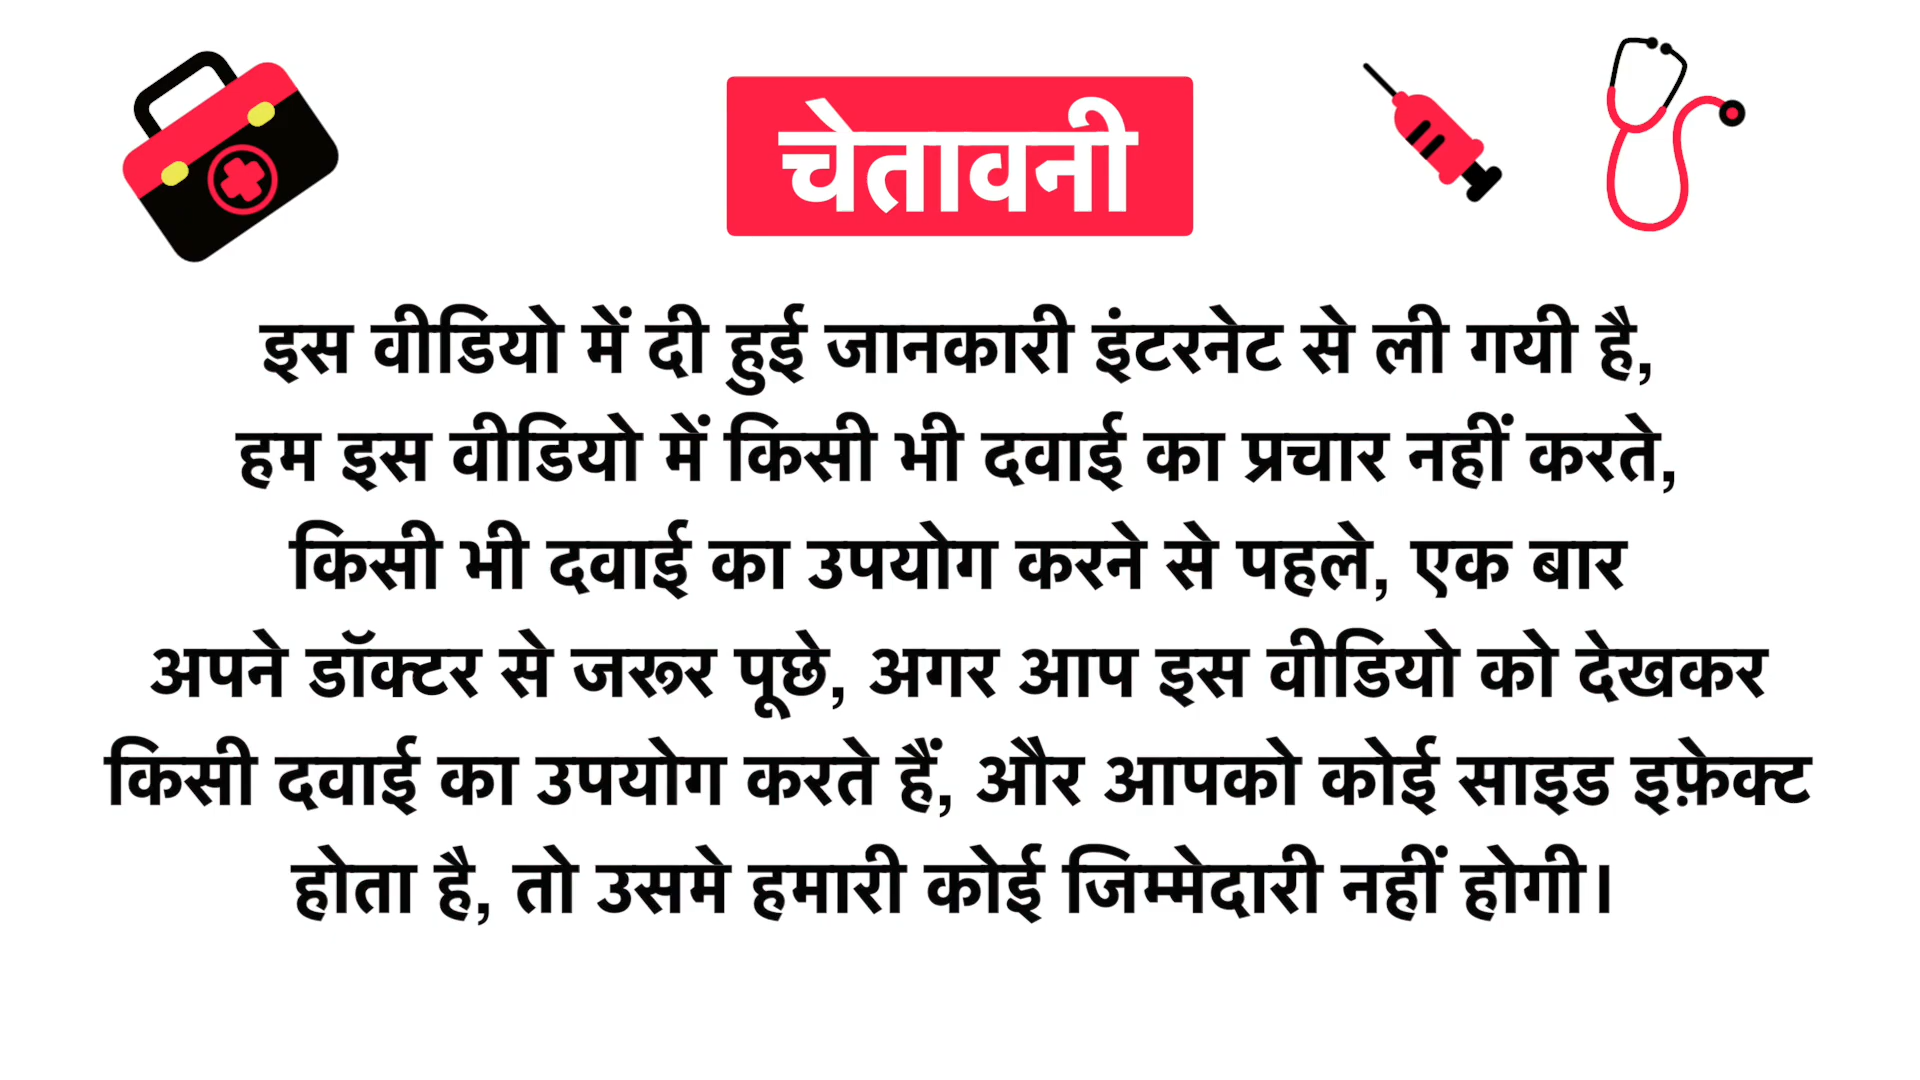 चेतावनी
इस वीडियो में दी हुई जानकारी इंटरनेट से ली गयी है,
हम इस वीडियो में किसी भी दवाई का प्रचार नहीं करते,
किसी भी दवाई का उपयोग करने से पहले, एक बार
अपने डॉक्टर से जरूर पूछे, अगर आप इस वीडियो को देखकर
किसी दवाई का उपयोग करते हैं, और आपको कोई साइड इफ़ेक्ट
होता है, तो उसमे हमारी कोई जिम्मेदारी नहीं होगी।